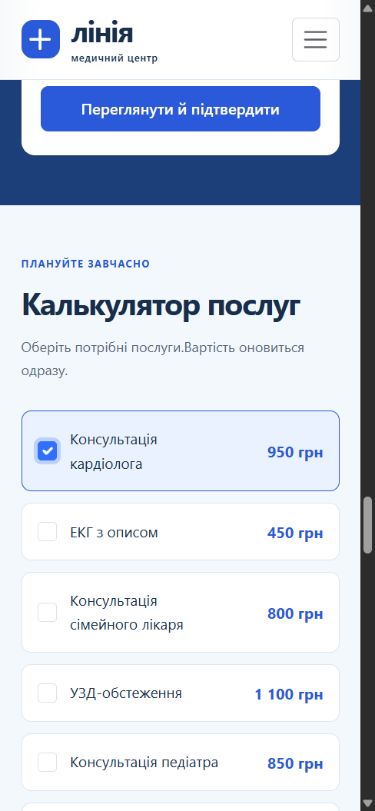 лінія
медичний центр
Переглянути й підтвердити
ПЛАНУЙТЕ ЗАВЧАСНО
Калькулятор послуг
Оберіть потрібні послуги.Вартість оновиться
одразу.
Консультація
кардіолога
950 грн
ЕКГ з описом
450 грн
Консультація
сімейного лікаря
800 грн
УЗД-обстеження
1 100 грн
Консультація педіатра
850 грн